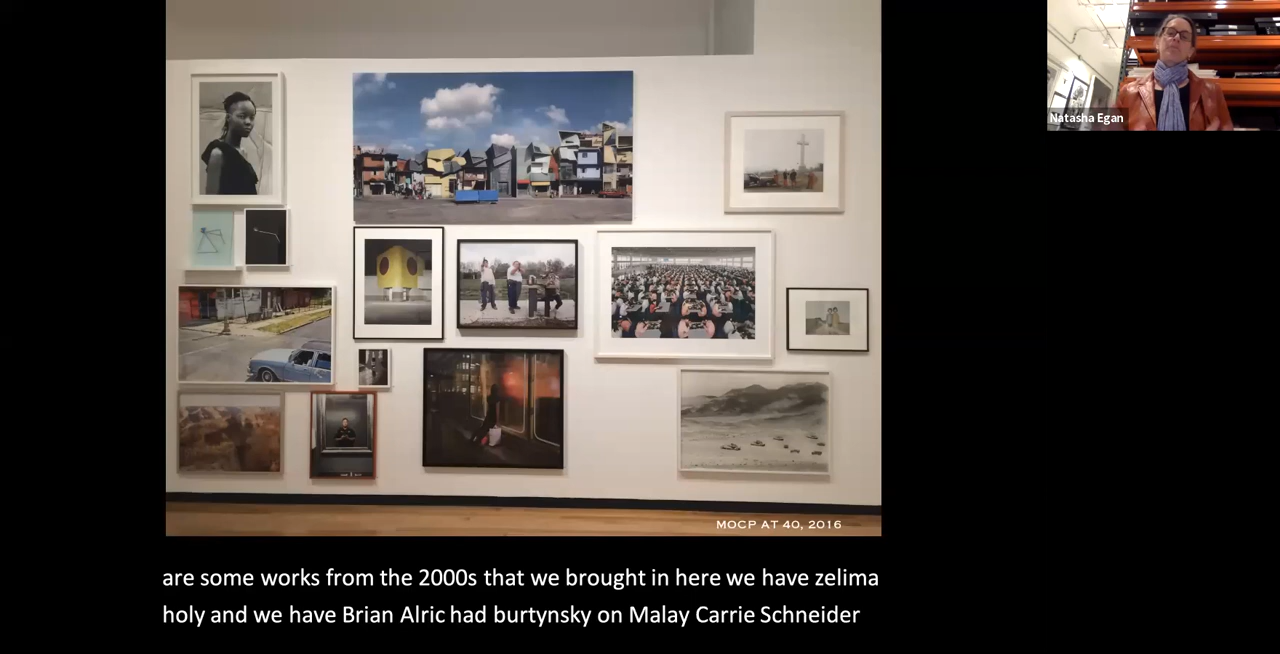 Natasha Egan
MOCP AT 40, 2016
are some works from the 2000s that we brought in here we have zelima
holy and we have Brian Alric had burtynsky on Malay Carrie Schneider